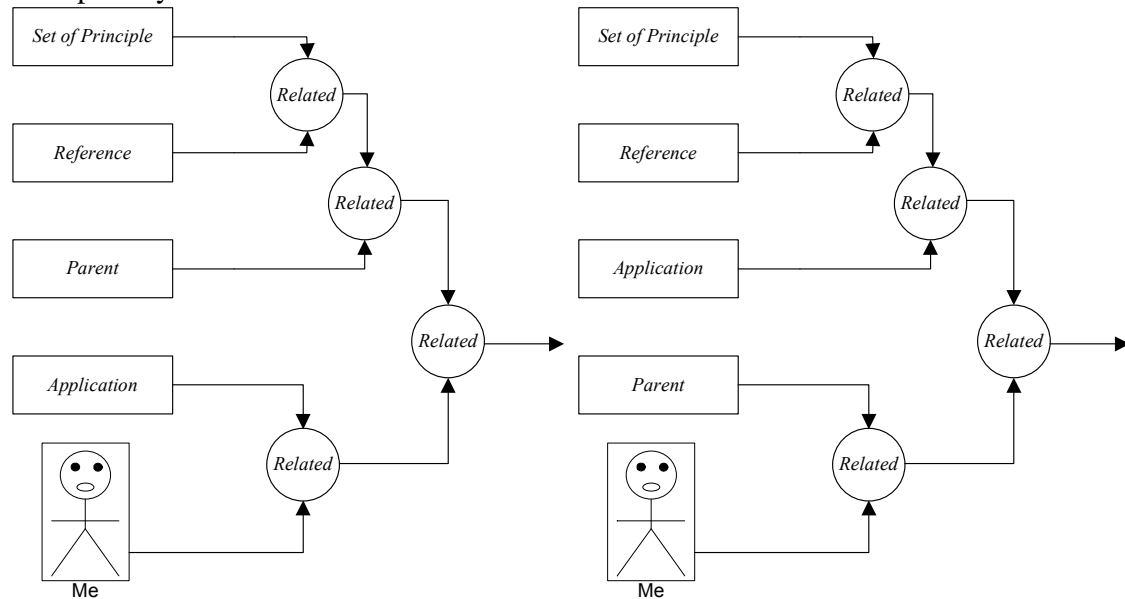 Set of Principle
Related
Reference
Related
Parent
Related
Application
Related
Me
Set of Principle
Related
Reference
Related
Application
Related
Parent
Related
Me